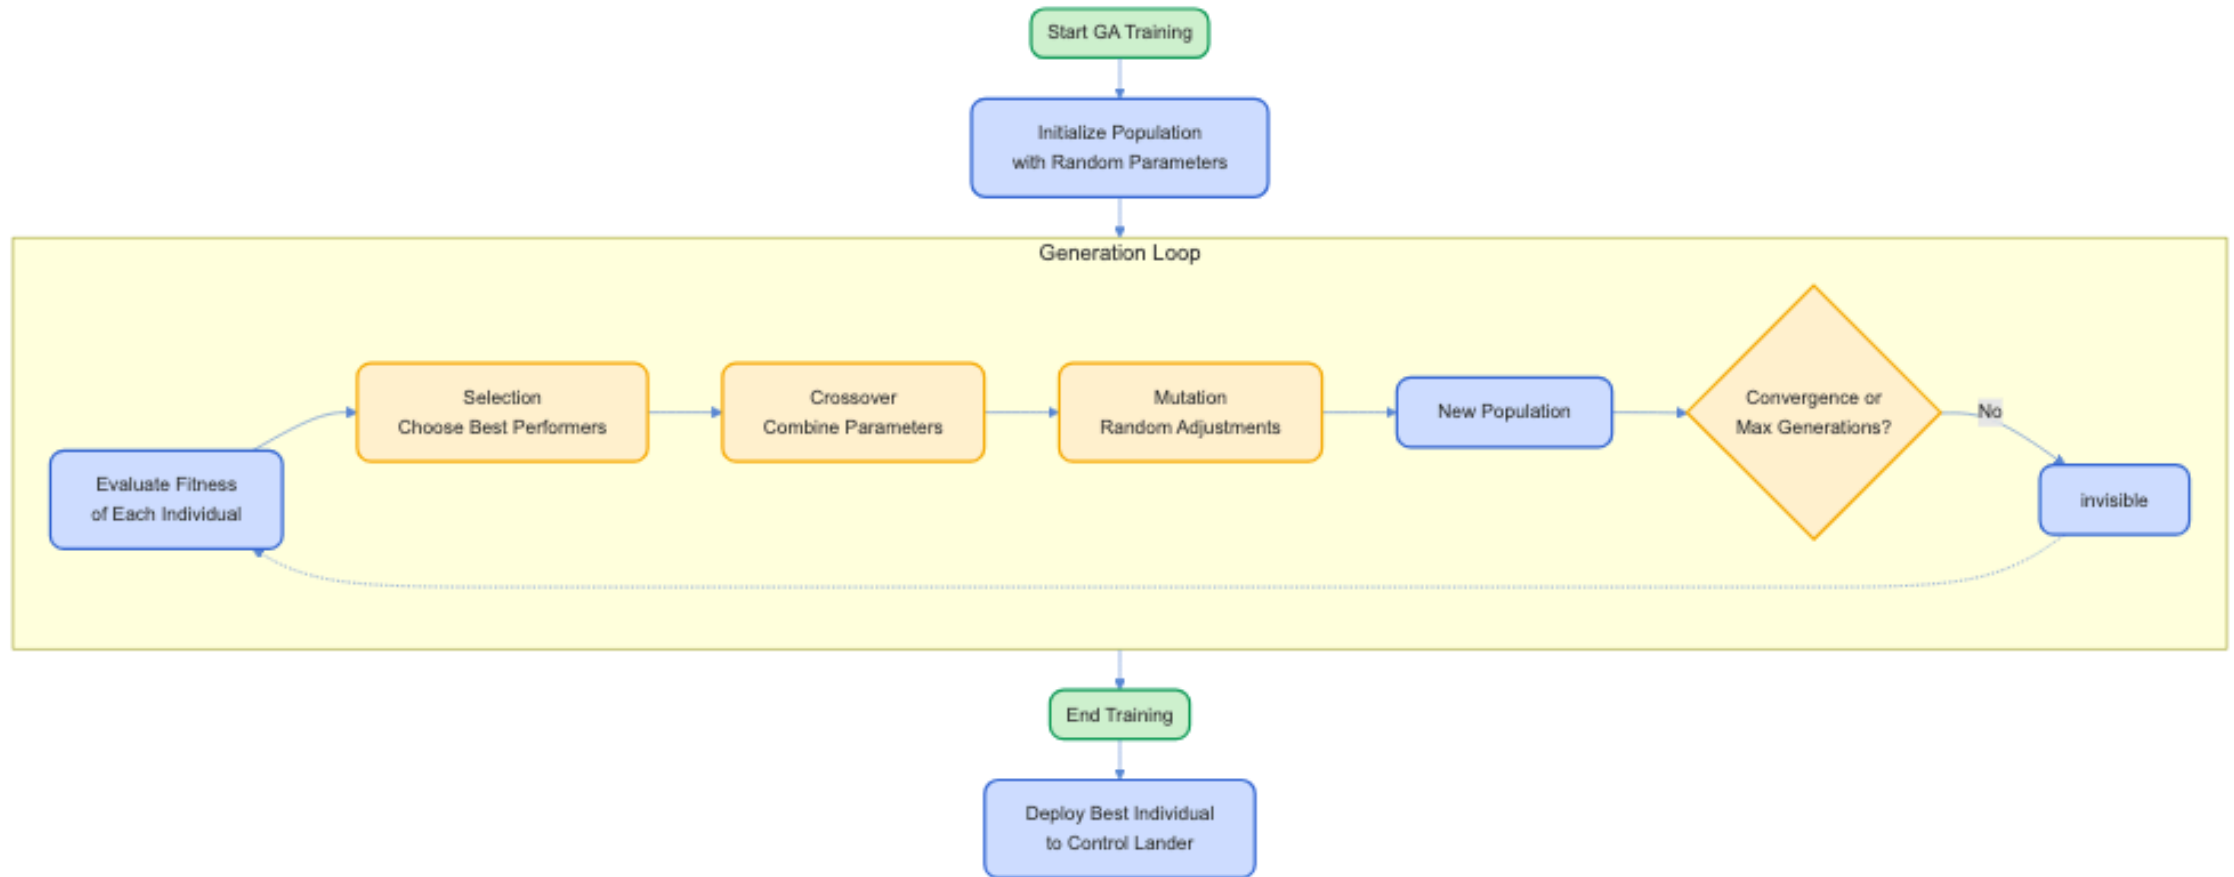 Start GA Training
Initialize Population
with Random Parameters
Generation Loop
Selection
Choose Best Performers
Crossover
Combine Parameters
Mutation
Random Adjustments
New Population
Convergence or
Max Generations?
No
Evaluate Fitness
of Each Individual
invisible
End Training
Deploy Best Individual
to Control Lander